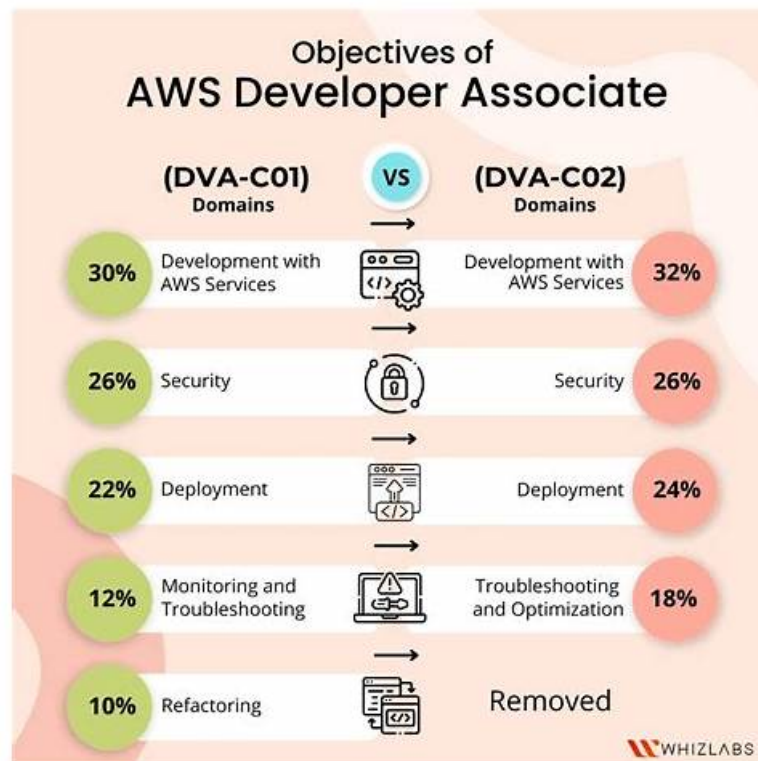 Objectives of
AWS Developer Associate
(DVA-C01)
Domains
VS
(DVA-C02)
Domains
30%
Development with
AWS Services
Development with
AWS Services
32%
26%
Security
Security
26%
22%
Deployment
Deployment
24%
12%
Monitoring and
Troubleshooting
Troubleshooting
and Optimization
18%
10%
Refactoring
Removed
WHIZLABS